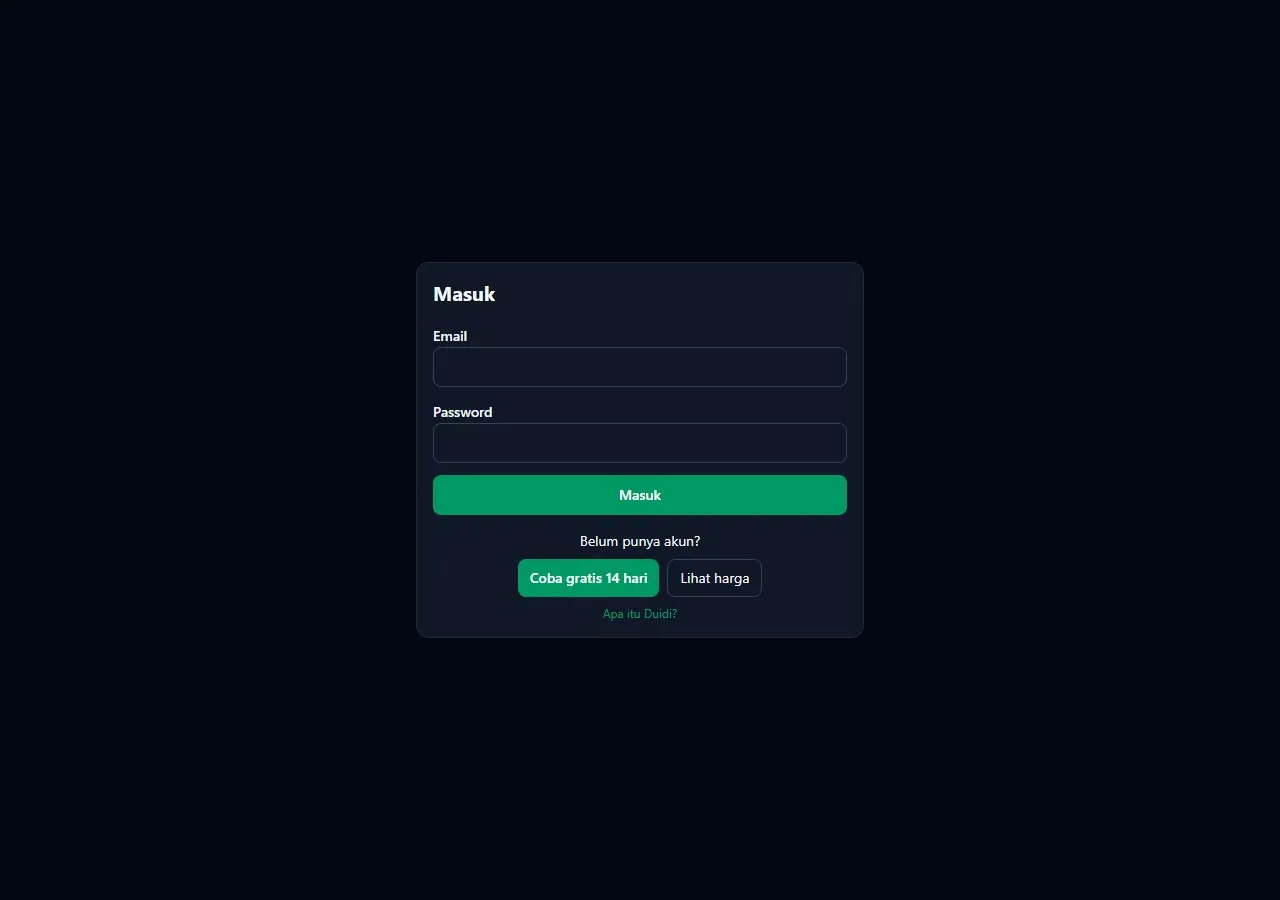 Masuk
Email
Password
Masuk
Belum punya akun?
Coba gratis 14 hari
Lihat harga
Apa itu Duidi?